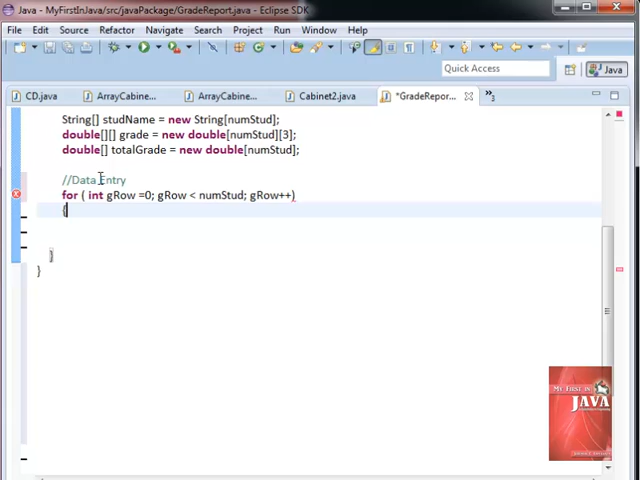 Java - MyFirstInJava/src/javaPackage/GradeReport.java - Eclipse SDK
File Edit Source Refactor Navigate Search Project Run Window Help
Quick Access
Java
CD.java ArrayCabine... ArrayCabine... Cabinet2.java *GradeRepor... 3
String[] studName = new String[numStud];
double[][] grade = new double[numStud][3];
double[] totalGrade = new double[numStud];
//Data Entry
for ( int gRow =0; gRow < numStud; gRow++)
{
}
}
MY FIRST IN
JAVA